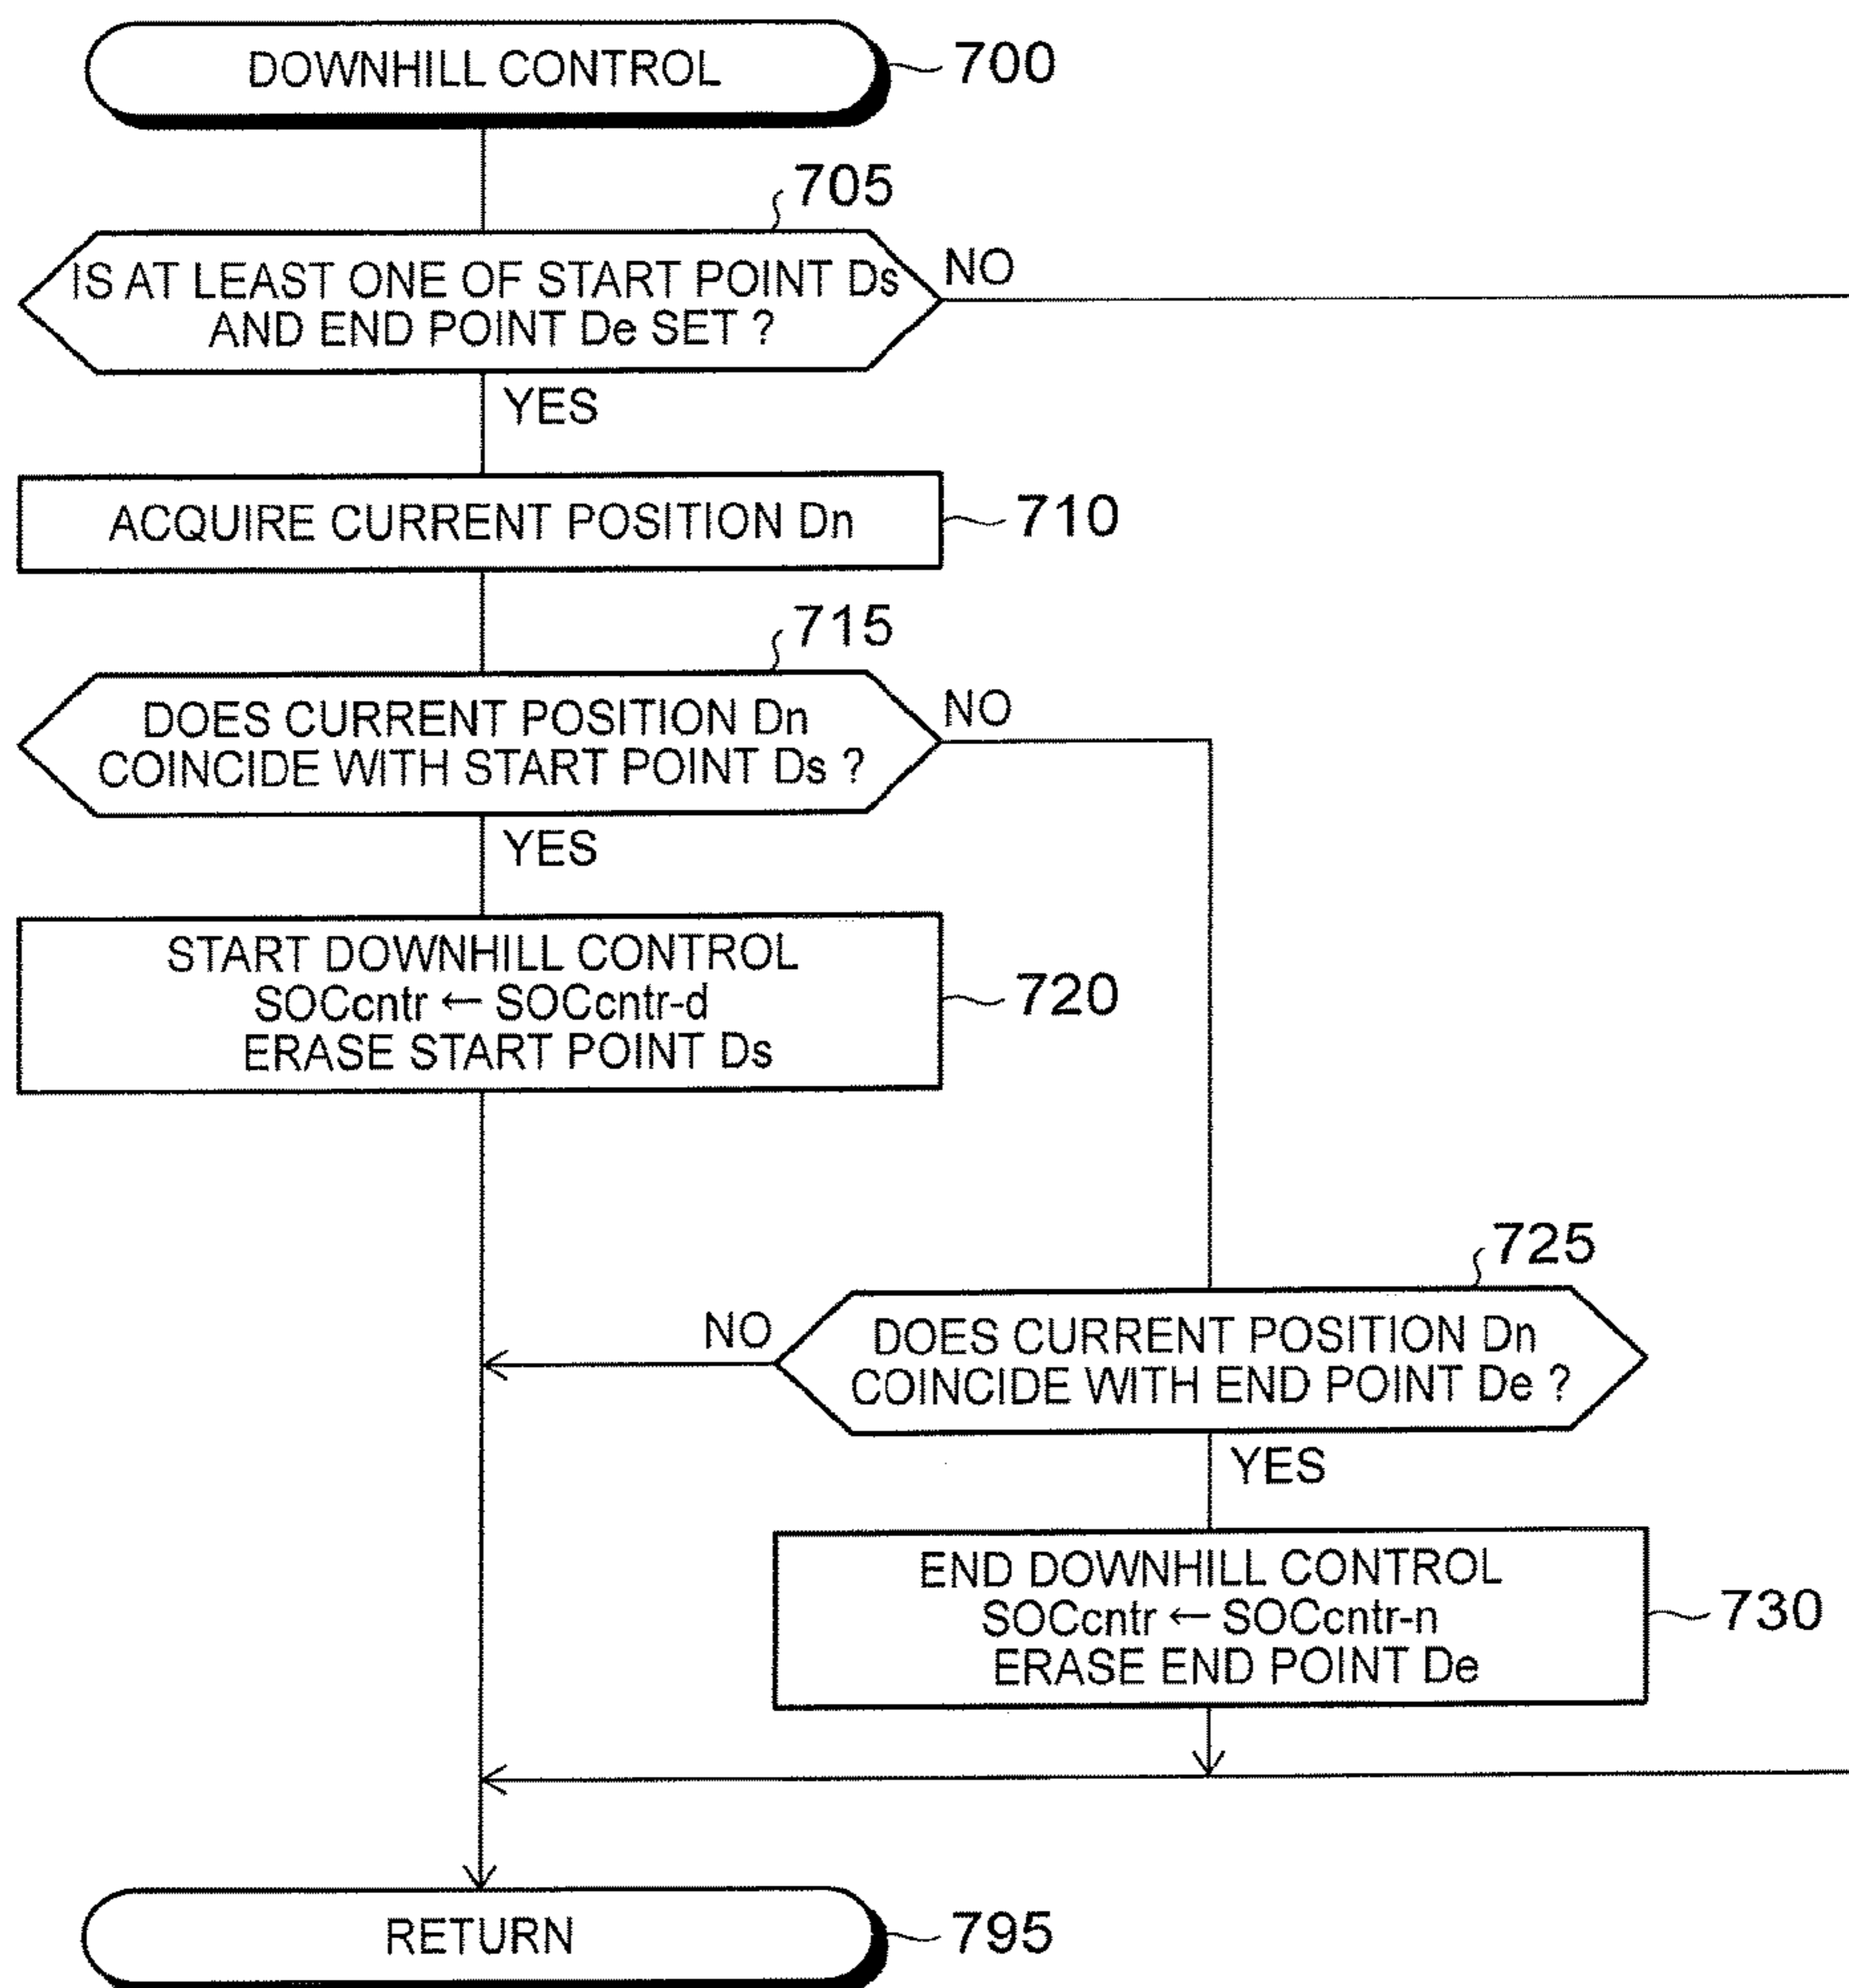 DOWNHILL CONTROL
700
705
IS AT LEAST ONE OF START POINT Ds
AND END POINT De SET ?
NO
YES
ACQUIRE CURRENT POSITION Dn
710
715
DOES CURRENT POSITION Dn
COINCIDE WITH START POINT Ds ?
NO
YES
START DOWNHILL CONTROL
SOCcntr ← SOCcntr-d
ERASE START POINT Ds
720
725
DOES CURRENT POSITION Dn
COINCIDE WITH END POINT De ?
NO
YES
END DOWNHILL CONTROL
SOCcntr ← SOCcntr-n
ERASE END POINT De
730
RETURN
795